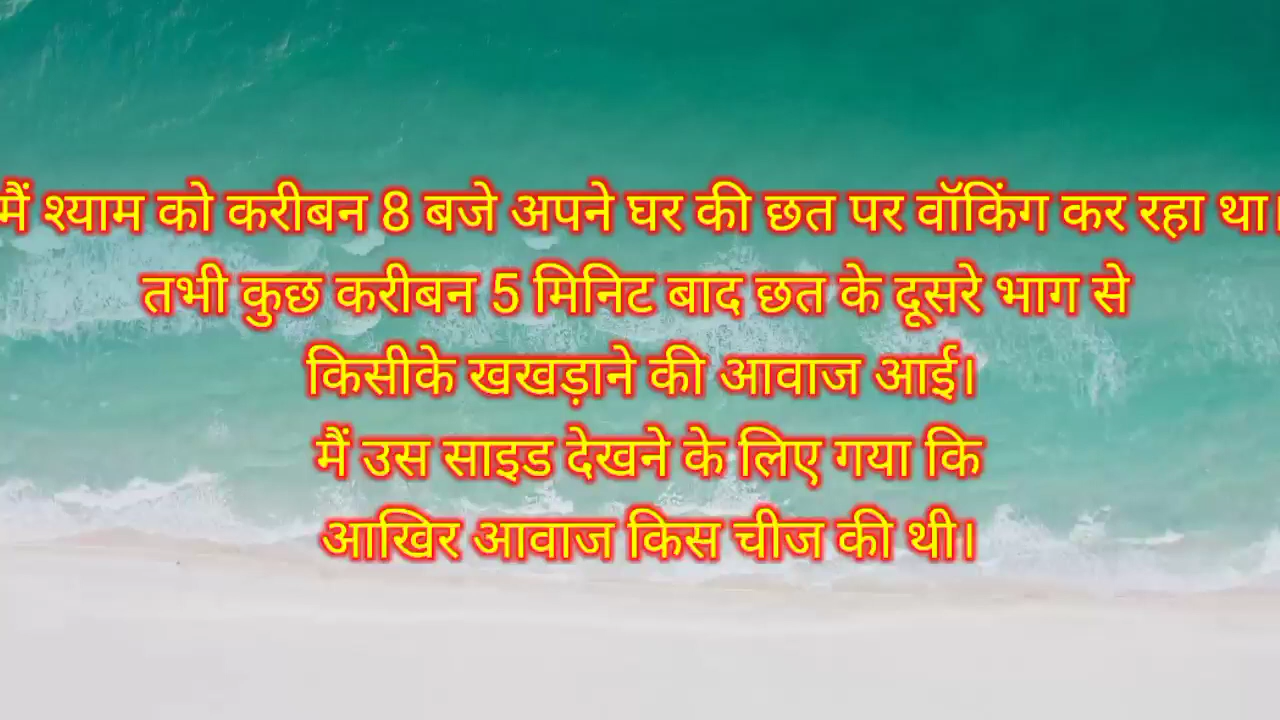 मैं श्याम को करीबन 8 बजे अपने घर की छत पर वॉकिंग कर रहा था।
तभी कुछ करीबन 5 मिनिट बाद छत के दूसरे भाग से
किसीके खखड़ाने की आवाज आई।
मैं उस साइड देखने के लिए गया कि
आखिर आवाज किस चीज की थी।